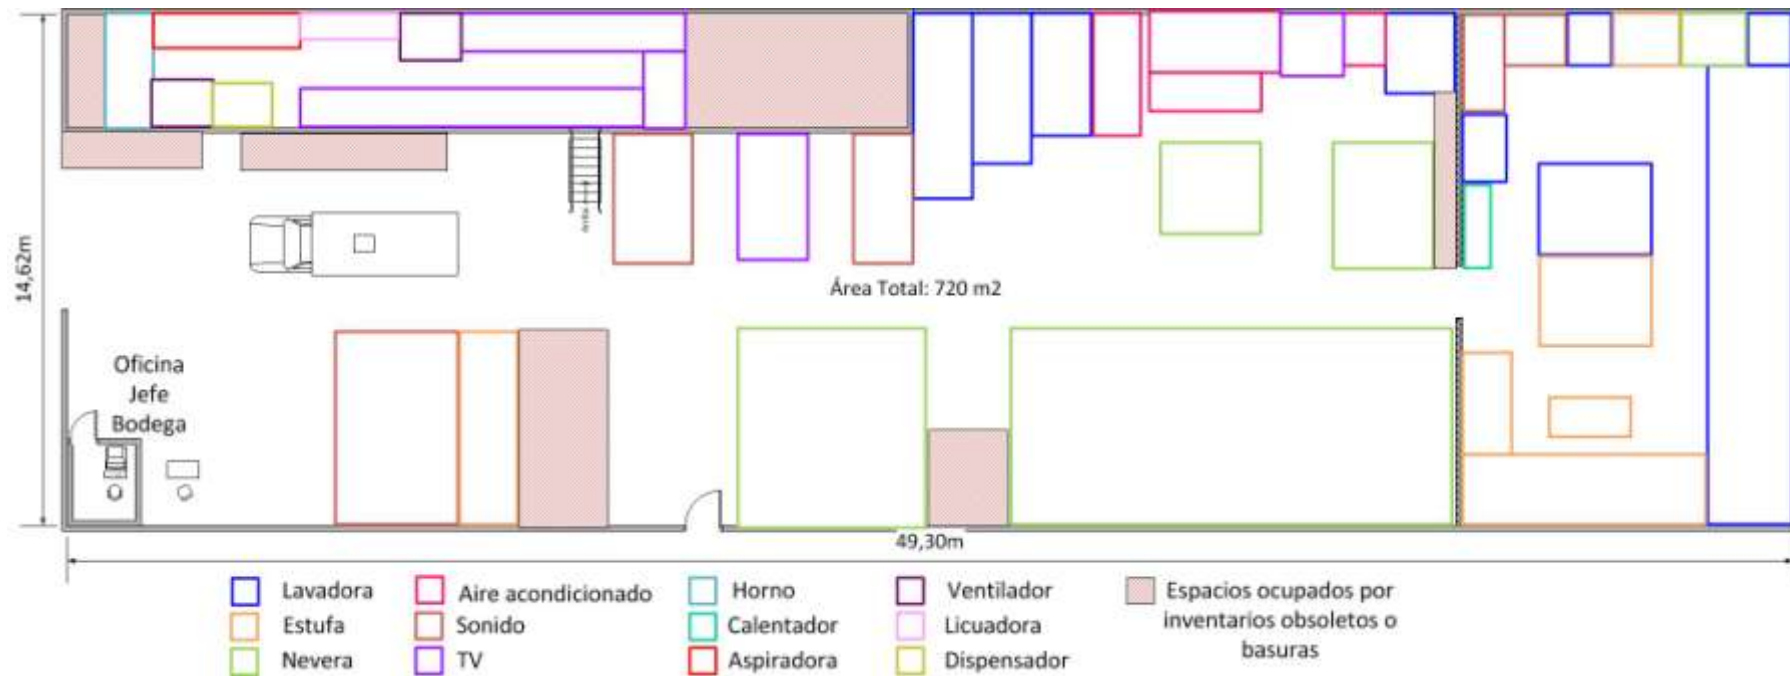 14,62m
Arriba
Área Total: 720 m2
Oficina
Jefe
Bodega
49,30m
Lavadora
Aire acondicionado
Horno
Ventilador
Espacios ocupados por
inventarios obsoletos o
basuras
Estufa
Sonido
Calentador
Licuadora
Nevera
TV
Aspiradora
Dispensador